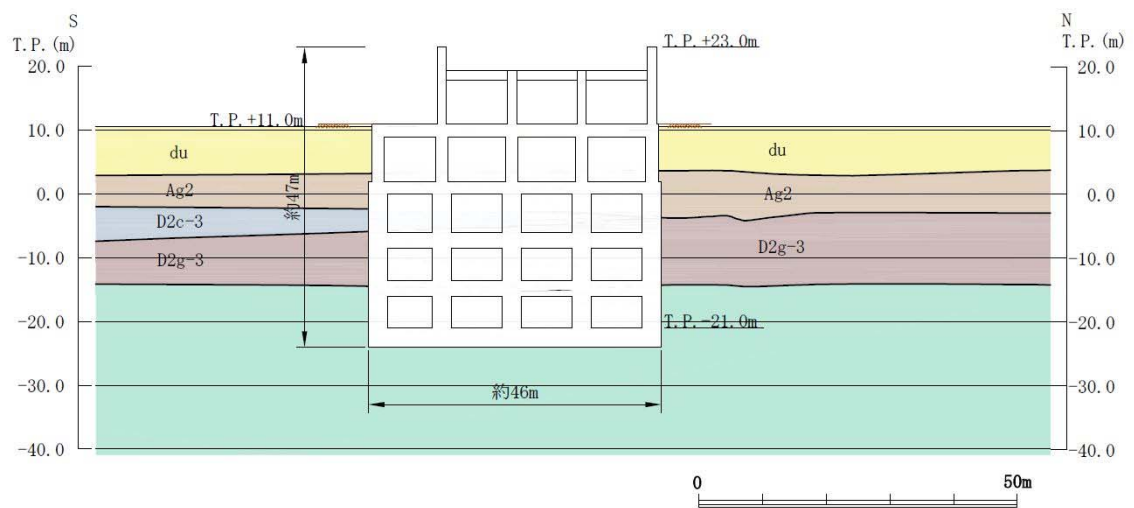 S
N
T.P.(m)
T.P.+23.0m
T.P.(m)
20.0
20.0
T.P.+11.0m
10.0
10.0
du
du
Ag2
Ag2
0.0
0.0
約47m
D2c-3
D2g-3
D2g-3
-10.0
-10.0
-20.0
T.P.-21.0m
-20.0
-30.0
約46m
-30.0
-40.0
-40.0
0
50m